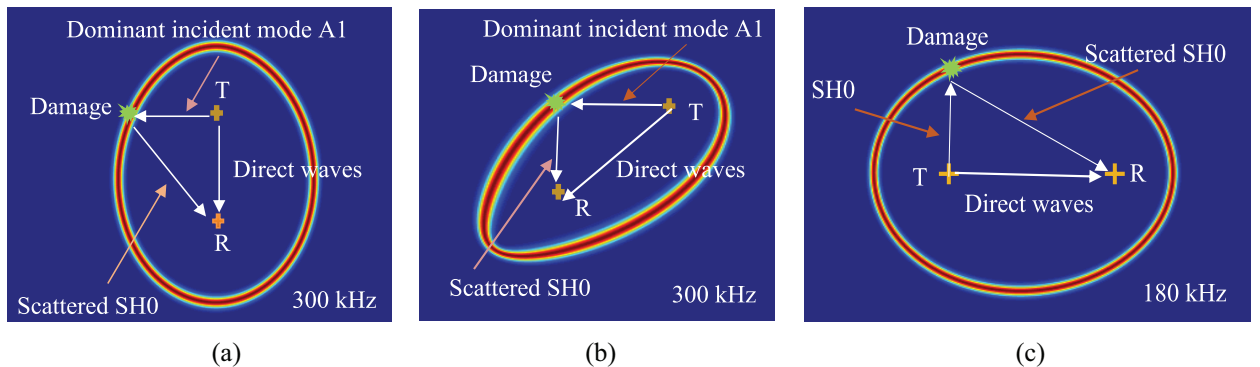 Dominant incident mode A1
T
Damage
Direct waves
R
Scattered SH0
300 kHz
(a)
Dominant incident mode A1
Damage
T
Direct waves
R
Scattered SH0
300 kHz
(b)
Damage
Scattered SH0
SH0
T
R
Direct waves
180 kHz
(c)